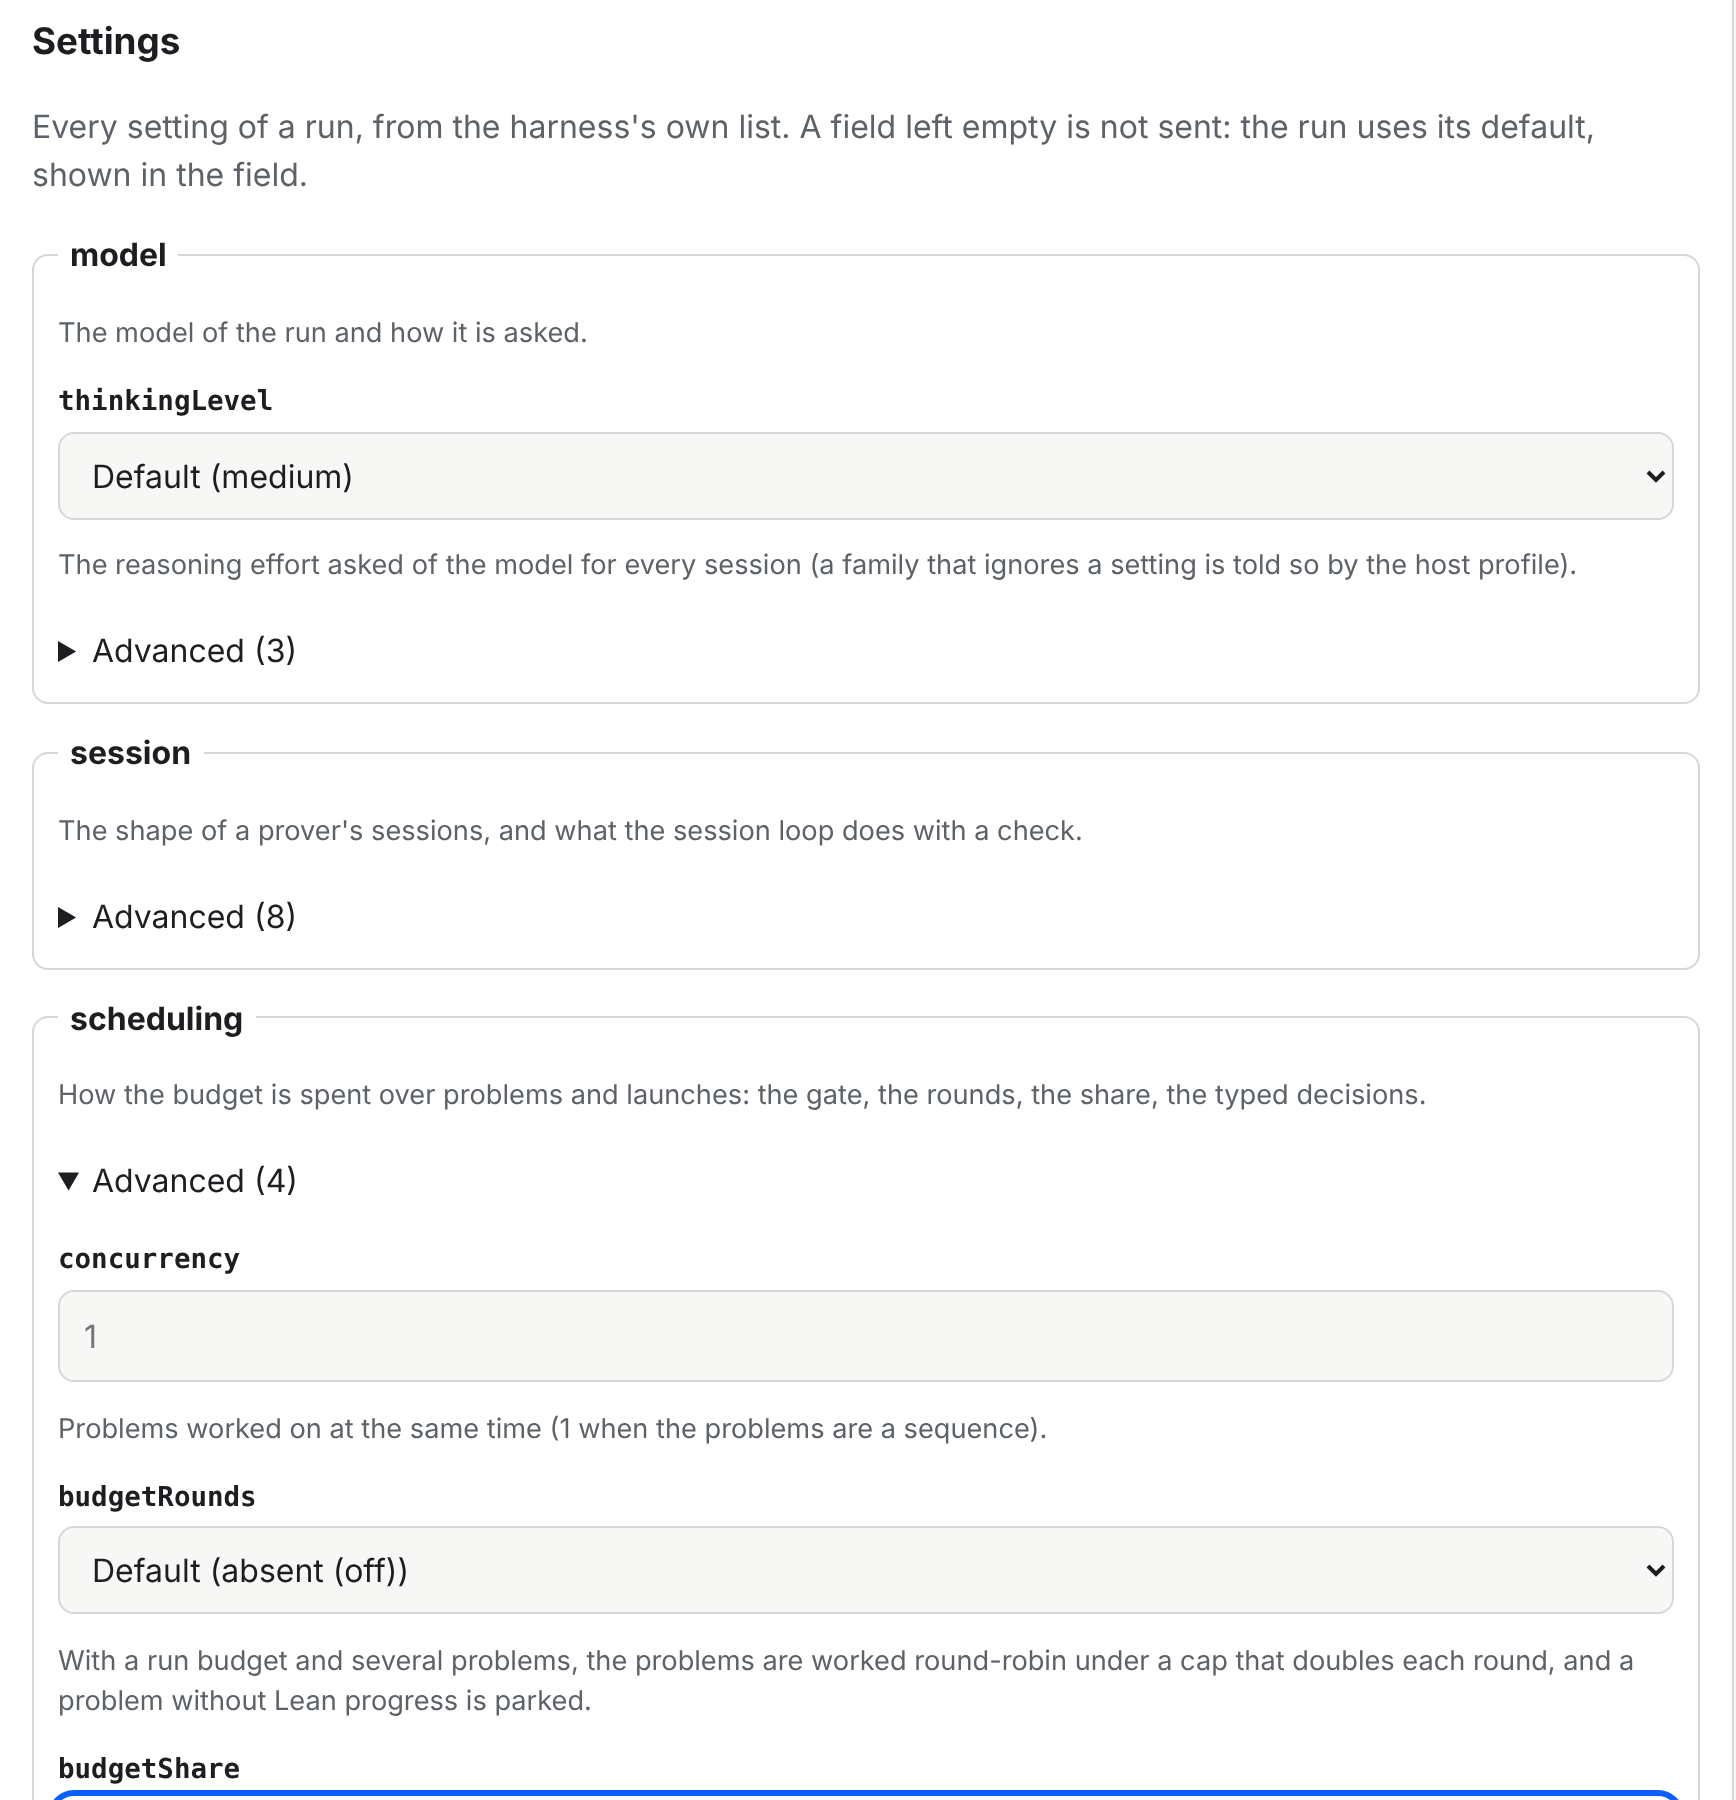 Settings
Every setting of a run, from the harness's own list. A field left empty is not sent: the run uses its default,
shown in the field.
model
The model of the run and how it is asked.
thinkingLevel
Default (medium)
The reasoning effort asked of the model for every session (a family that ignores a setting is told so by the host profile).
Advanced (3)
session
The shape of a prover's sessions, and what the session loop does with a check.
Advanced (8)
scheduling
How the budget is spent over problems and launches: the gate, the rounds, the share, the typed decisions.
Advanced (4)
concurrency
1
Problems worked on at the same time (1 when the problems are a sequence).
budgetRounds
Default (absent (off))
With a run budget and several problems, the problems are worked round-robin under a cap that doubles each round, and a
problem without Lean progress is parked.
budgetShare